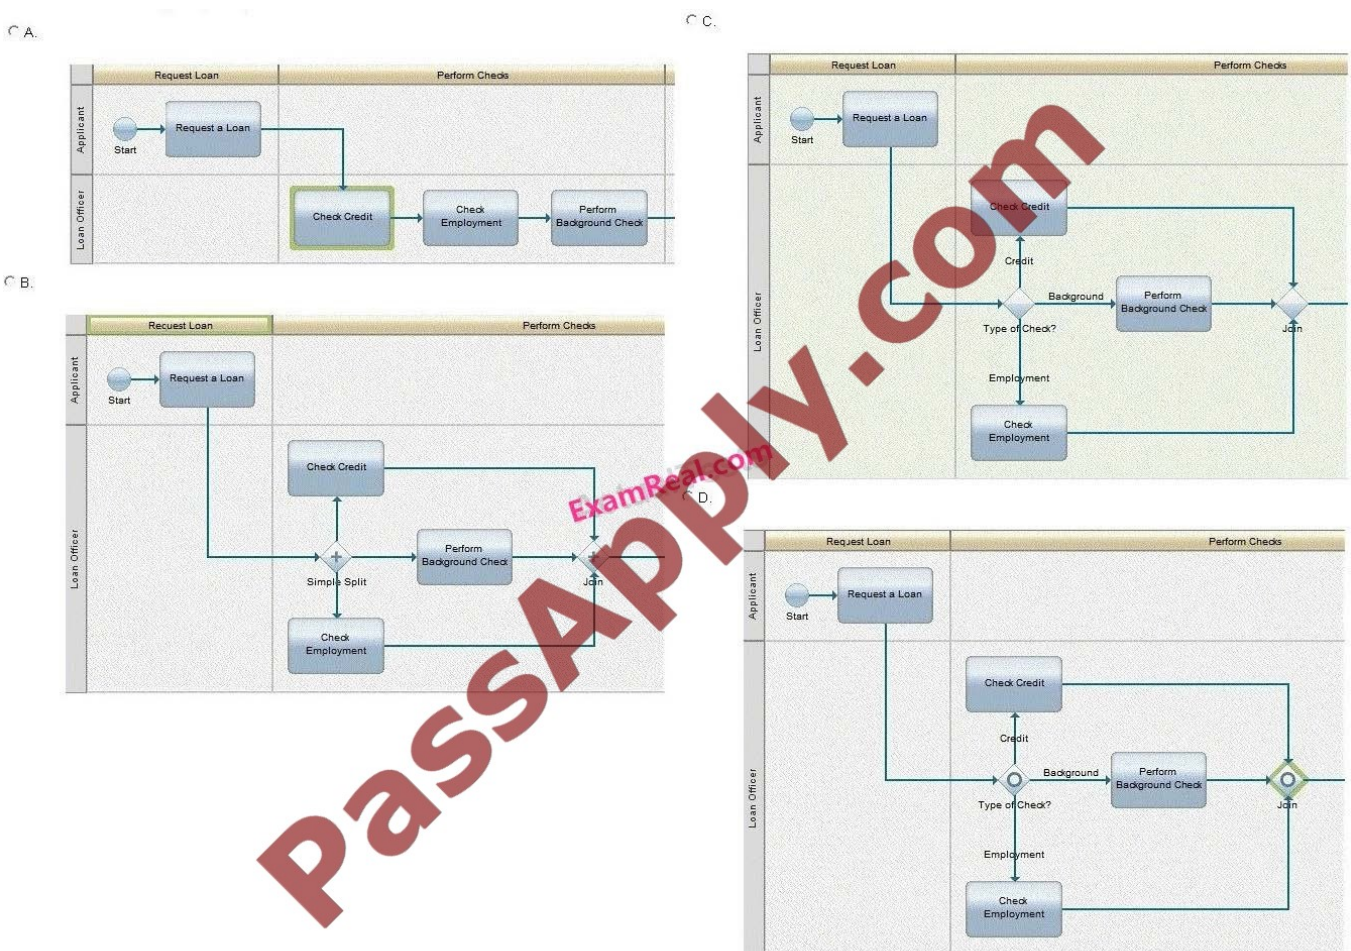 A.
Request Loan
Perform Checks
Applicant
Start
Request a Loan
Loan Officer
Check Credit
Check
Employment
Perform
Background Check
B.
Request Loan
Perform Checks
Applicant
Start
Request a Loan
Loan Officer
Check Credit
Simple Split
Perform
Background Check
Join
Check
Employment
C.
Request Loan
Perform Checks
Applicant
Start
Request a Loan
Loan Officer
Check Credit
Credit
Background
Type of Check?
Perform
Background Check
Join
Employment
Check
Employment
D.
Request Loan
Perform Checks
Applicant
Start
Request a Loan
Loan Officer
Check Credit
Credit
Background
Type of Check?
Perform
Background Check
Join
Employment
Check
Employment
ExamReal.com
PassApply.com